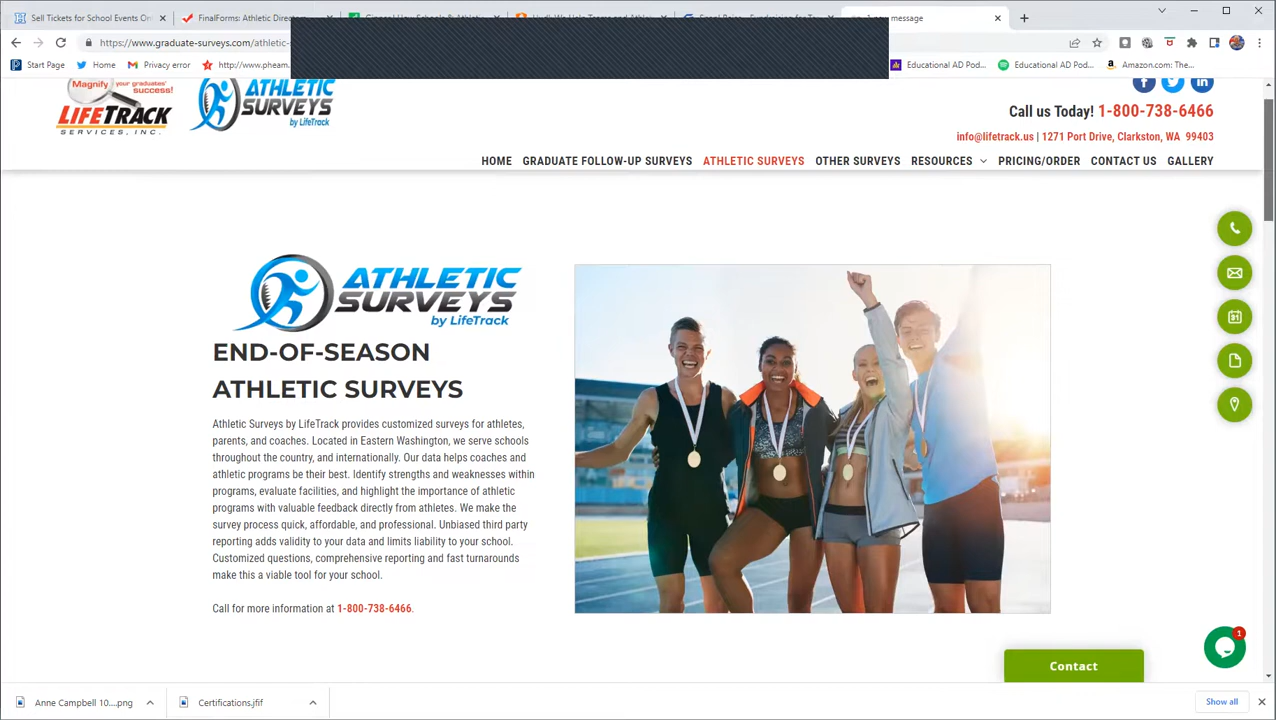 Sell Tickets for School Events On
FinalForms: Athletic Direc
message
https://www.graduate-surveys.com/athletic-
Start Page
Home
Privacy error
http://www.pheam
Educational AD Pod...
Educational AD Pod...
Amazon.com: The...
Magnify your graduates' success!
LIFETRACK
SERVICES, INC.
ATHLETIC
SURVEYS
by LifeTrack
Call us Today! 1-800-738-6466
info@lifetrack.us | 1271 Port Drive, Clarkston, WA 99403
HOME GRADUATE FOLLOW-UP SURVEYS ATHLETIC SURVEYS OTHER SURVEYS RESOURCES PRICING/ORDER CONTACT US GALLERY
ATHLETIC
SURVEYS
by LifeTrack
END-OF-SEASON
ATHLETIC SURVEYS
Athletic Surveys by LifeTrack provides customized surveys for athletes,
parents, and coaches. Located in Eastern Washington, we serve schools
throughout the country, and internationally. Our data helps coaches and
athletic programs be their best. Identify strengths and weaknesses within
programs, evaluate facilities, and highlight the importance of athletic
programs with valuable feedback directly from athletes. We make the
survey process quick, affordable, and professional. Unbiased third party
reporting adds validity to your data and limits liability to your school.
Customized questions, comprehensive reporting and fast turnarounds
make this a viable tool for your school.
Call for more information at 1-800-738-6466.
31
1
Contact
Anne Campbell 10....png
Certifications.jfif
Show all